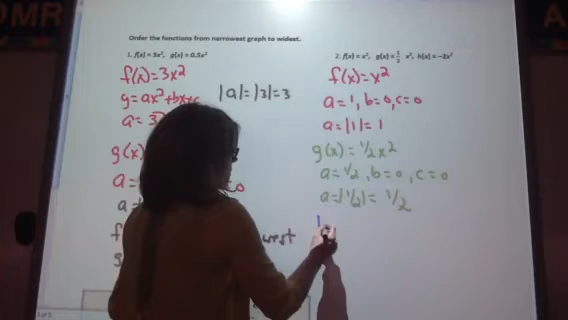 Order the functions from narrowest graph to widest.
1. f(x) = 3x², g(x) = 0.5x²
f(x)=3x²
y=ax²+bx+c
|a|=|3|=3
a=3
g(x)
a=
2. f(x) = x², g(x) = 1/2 x², h(x) = −2x²
f(x)=x²
a=1, b=0, c=0
a=|1|=1
g(x)=1/2x²
a=1/2, b=0, c=0
a=|1/2|=1/2